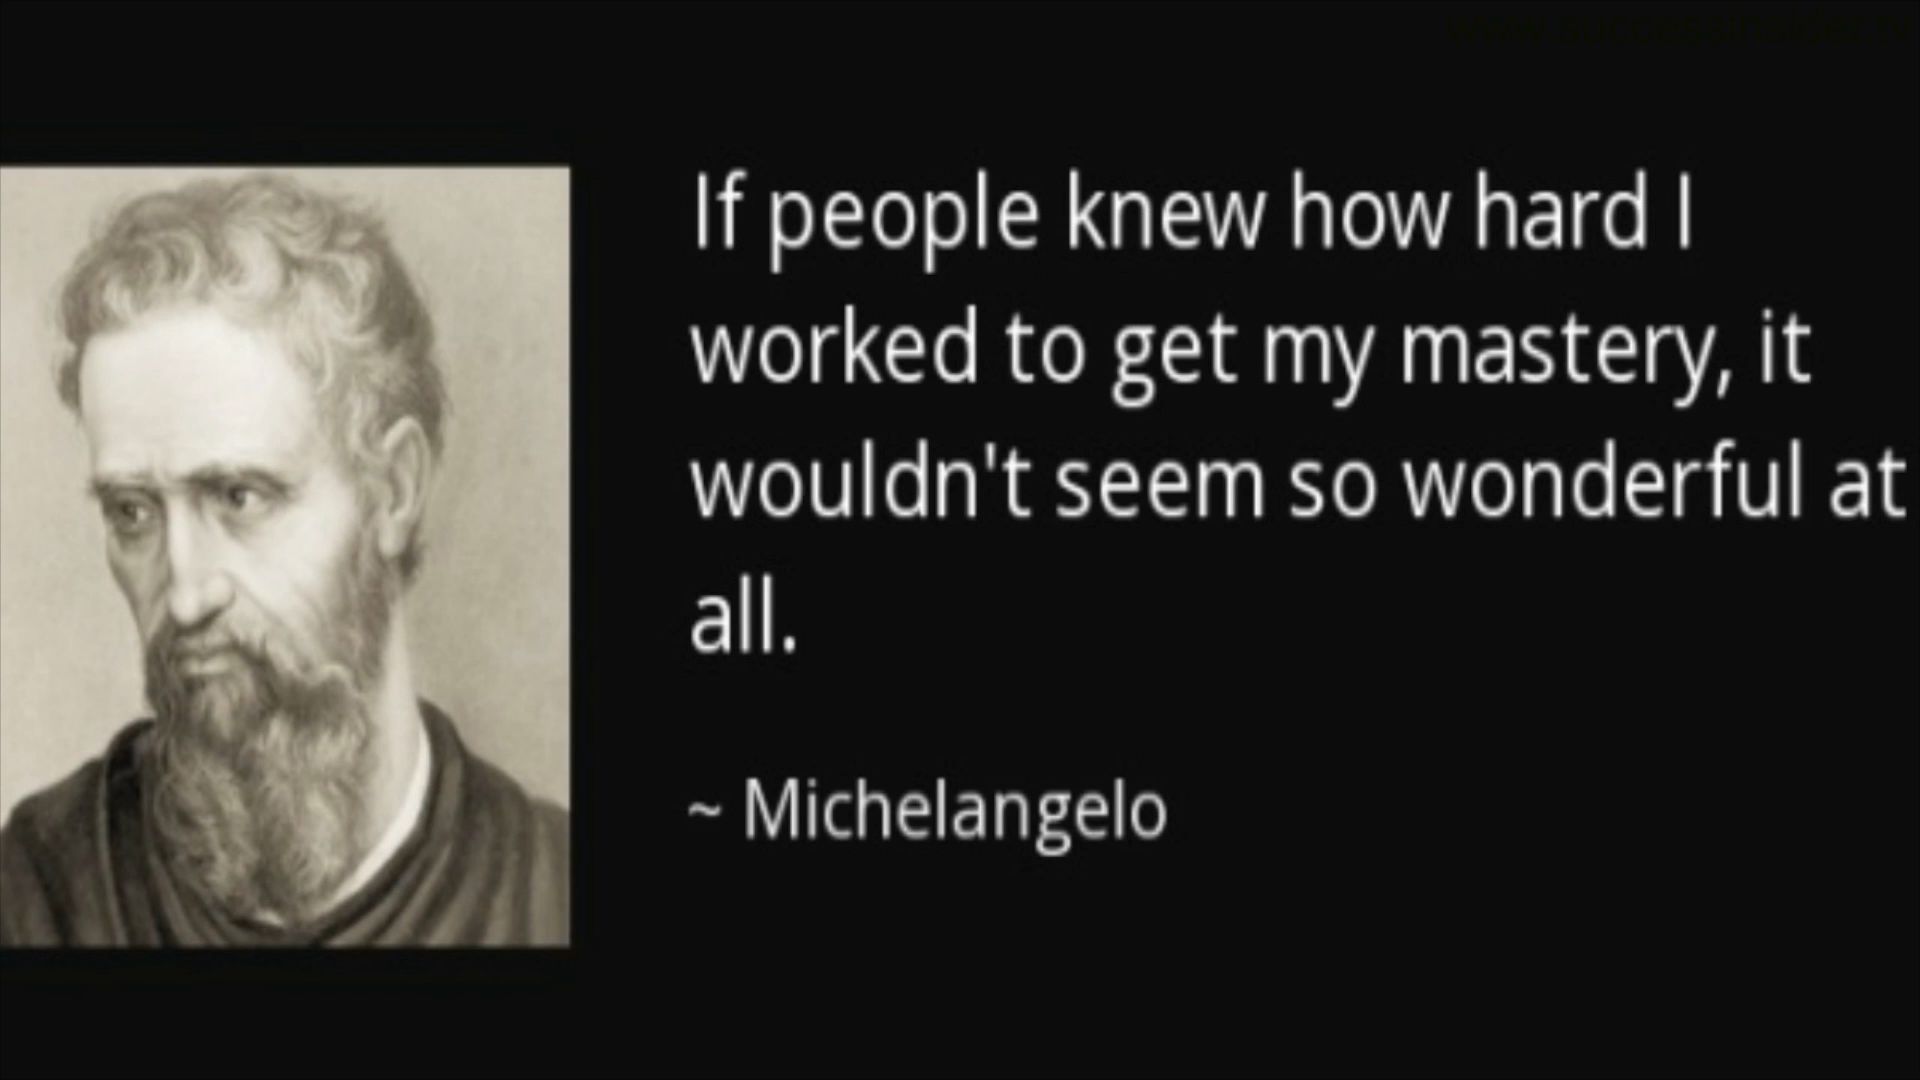 If people knew how hard I
worked to get my mastery, it
wouldn't seem so wonderful at
all.
~ Michelangelo